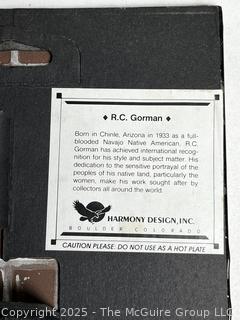 ♦ R.C. Gorman ♦
Born in Chinle, Arizona in 1933 as a full-
blooded Navajo Native American, R.C.
Gorman has achieved international recog-
nition for his style and subject matter. His
dedication to the sensitive portrayal of the
peoples of his native land, particularly the
women, make his work sought after by
collectors all around the world.
HARMONY DESIGN, INC.
BOULDER COLORADO
CAUTION PLEASE: DO NOT USE AS A HOT PLATE
Copyright 2025 - The McGuire Group LLC